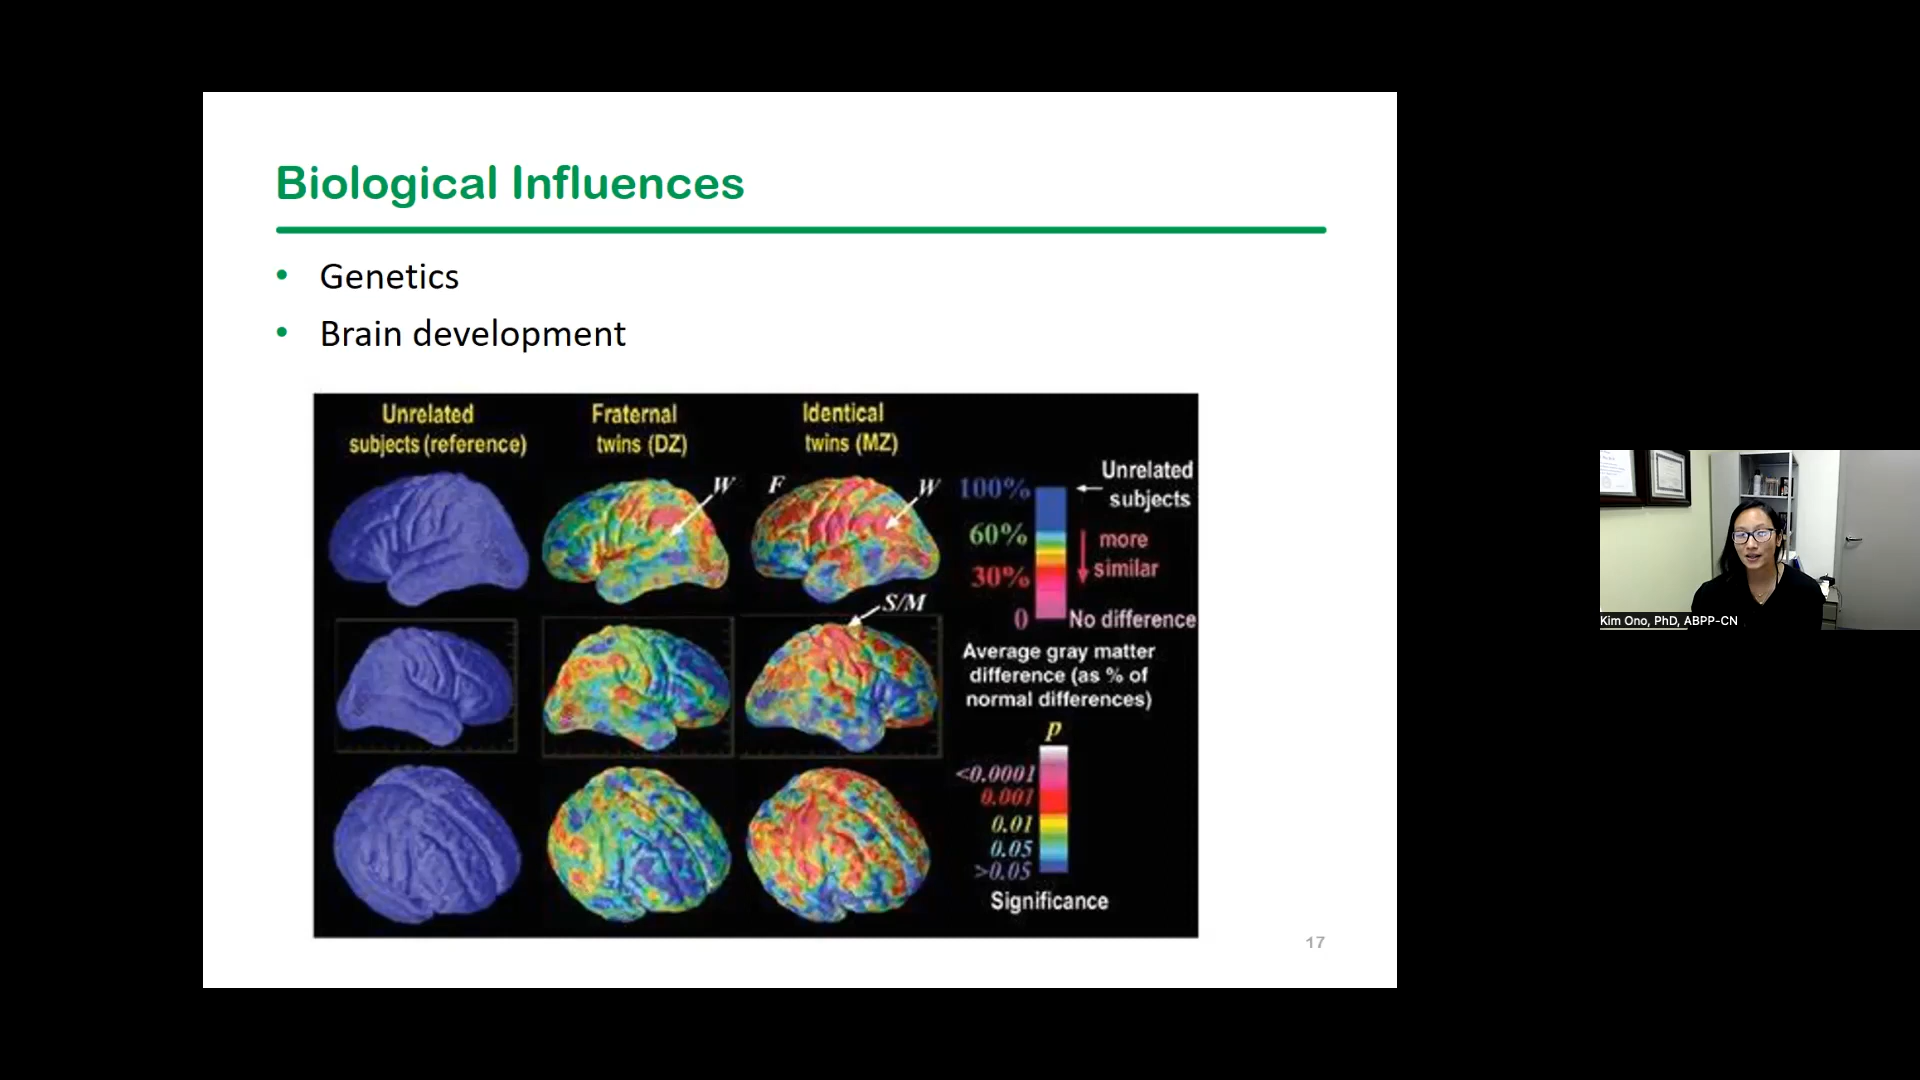 Biological Influences
• Genetics
• Brain development
Unrelated
subjects (reference)
Fraternal
twins (DZ)
Identical
twins (MZ)
W
F
W
S/M
100%
60%
30%
0
Unrelated
subjects
more
similar
No difference
Average gray matter
difference (as % of
normal differences)
p
<0.0001
0.001
0.01
0.05
>0.05
Significance
17
Kim Ono, PhD, ABPP-CN